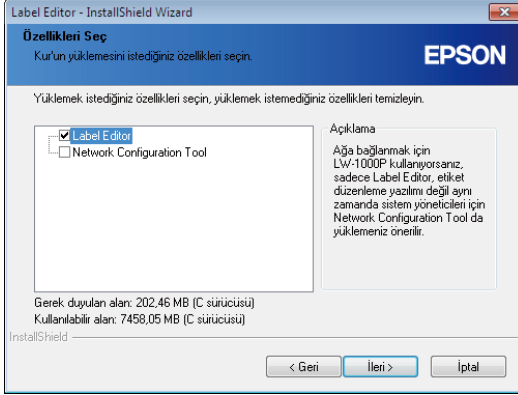 Label Editor - InstallShield Wizard
Özellikleri Seç
Kur'un yüklemesini istediğiniz özellikleri seçin.
EPSON
Yüklemek istediğiniz özellikleri seçin, yüklemek istemediğiniz özellikleri temizleyin.
Label Editor
Network Configuration Tool
Açıklama
Ağa bağlanmak için
LW-1000P kullanıyorsanız,
sadece Label Editor, etiket
düzenleme yazılımı değil aynı
zamanda sistem yöneticileri için
Network Configuration Tool da
yüklemeniz önerilir.
Gerek duyulan alan: 202,46 MB (C sürücüsü)
Kullanılabilir alan: 7458,05 MB (C sürücüsü)
InstallShield
< Geri
İleri >
İptal